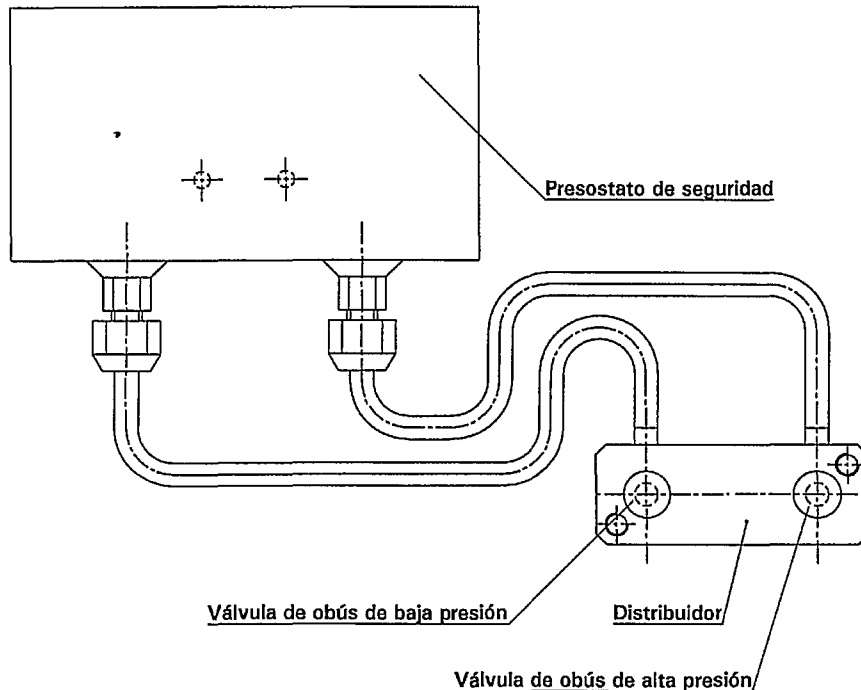 Presostato de seguridad
Válvula de obús de baja presión
Distribuidor
Válvula de obús de alta presión